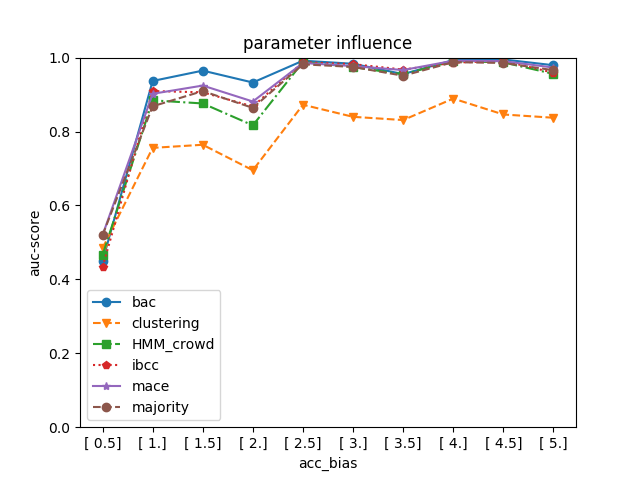 parameter influence
1.0
0.8
0.6
0.4
0.2
0.0
auc-score
bac
clustering
HMM_crowd
ibcc
mace
majority
[ 0.5] [ 1.] [ 1.5] [ 2.] [ 2.5] [ 3.] [ 3.5] [ 4.] [ 4.5] [ 5.]
acc_bias